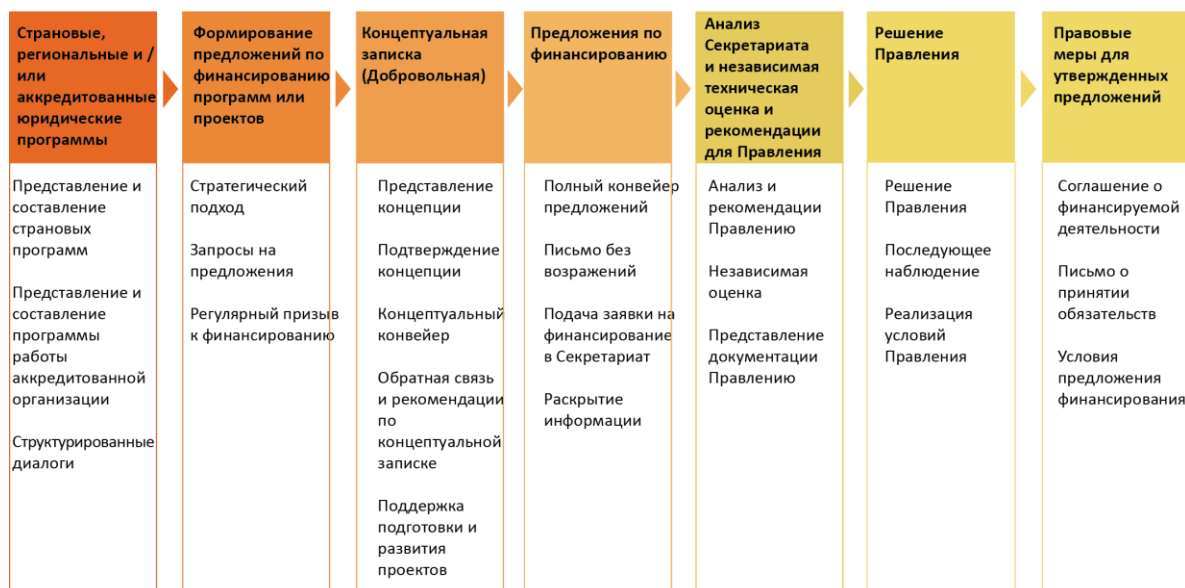 Страновые,
региональные и /
или
аккредитованные
юридические
программы
Представление и
составление
страновых
программ
Представление и
составление
программы
работы
аккредитованной
организации
Структурированные
диалоги
Формирование
предложений по
финансированию
программ или
проектов
Стратегический
подход
Запросы на
предложения
Регулярный призыв
к финансированию
Концептуальная
записка
(Добровольная)
Представление
концепции
Подтверждение
концепции
Концептуальный
конвейер
Обратная связь
и рекомендации
по
концептуальной
записке
Поддержка
подготовки и
развития
проектов
Предложения по
финансированию
Полный конвейер
предложений
Письмо без
возражений
Подача заявки на
финансирование
в Секретариат
Раскрытие
информации
Анализ
Секретариата
и независимая
техническая
оценка и
рекомендации
для Правления
Анализ и
рекомендации
Правлению
Независимая
оценка
Представление
документации
Правлению
Решение
Правления
Решение
Правления
Последующее
наблюдение
Реализация
условий
Правления
Правовые
меры для
утвержденных
предложений
Соглашение о
финансируемой
деятельности
Письмо о
принятии
обязательств
Условия
предложения
финансирования